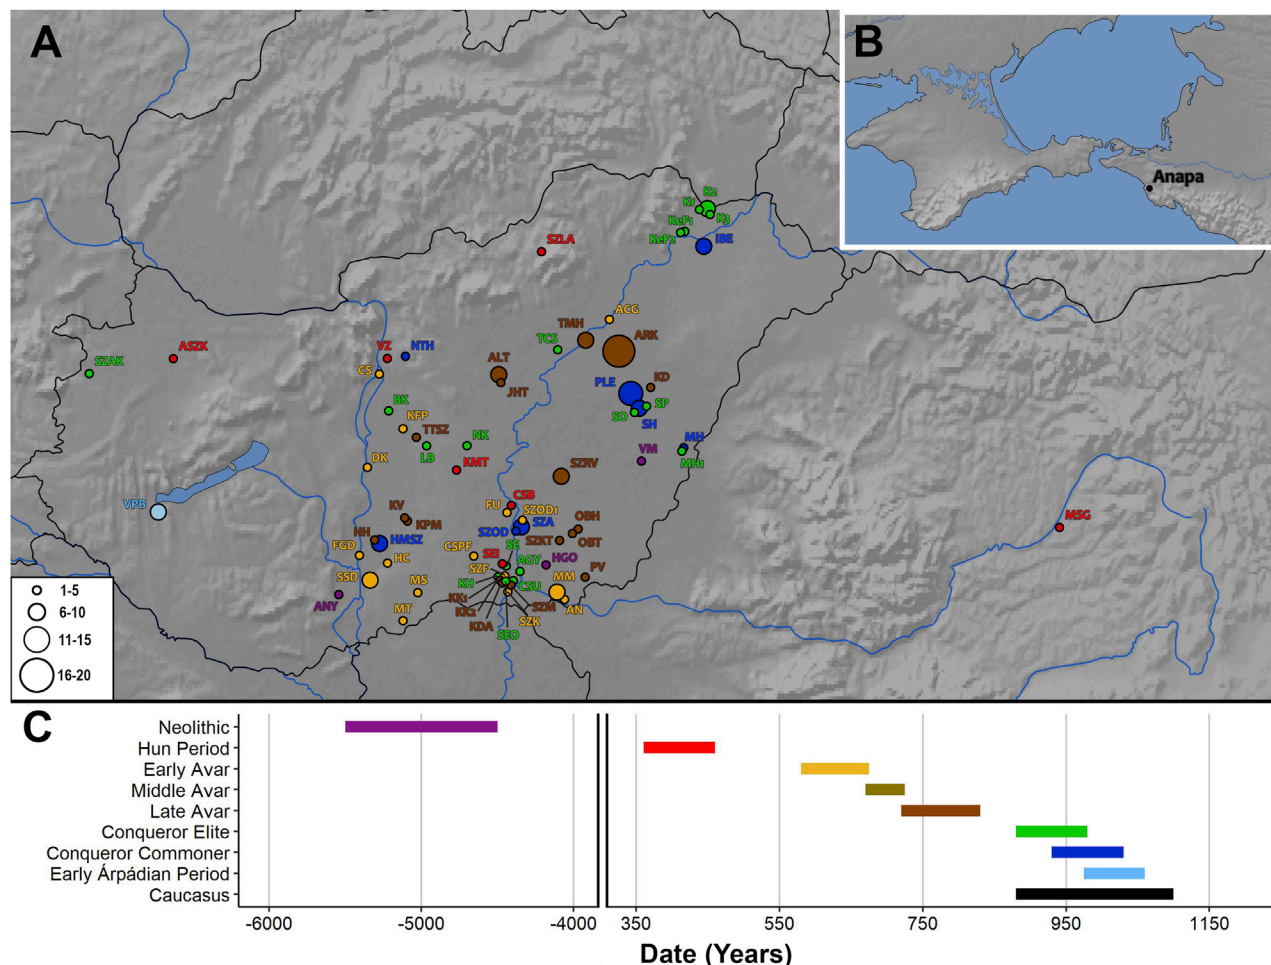 A
B
K2
K1
K3
KeF1
KeF2
IBE
Anapa
SZLA
ACG
TMH
ARK
TCS
ASZK
SZAK
VZ
NTH
CS
ALT
JHT
PLE
KD
SP
SO
SH
BK
KFP
TTSZ
LB
NK
KMT
DK
MH
MH1
VM
SZRV
VPB
CSB
FU
SZOD1
SZOD
SZA
KV
KPM
NH
HMSZ
OBH
OBT
SZKT
MSG
FGD
HC
CSPF
SE
SEI
SZF
AGY
HGO
PV
SSD
MS
KH
CSU
MM
AN
ANY
MT
KK1
KK2
KDA
SZM
SZK
SEO
1-5
6-10
11-15
16-20
C
Neolithic
Hun Period
Early Avar
Middle Avar
Late Avar
Conqueror Elite
Conqueror Commoner
Early Árpádian Period
Caucasus
-6000 -5000 -4000 350 550 750 950 1150
Date (Years)